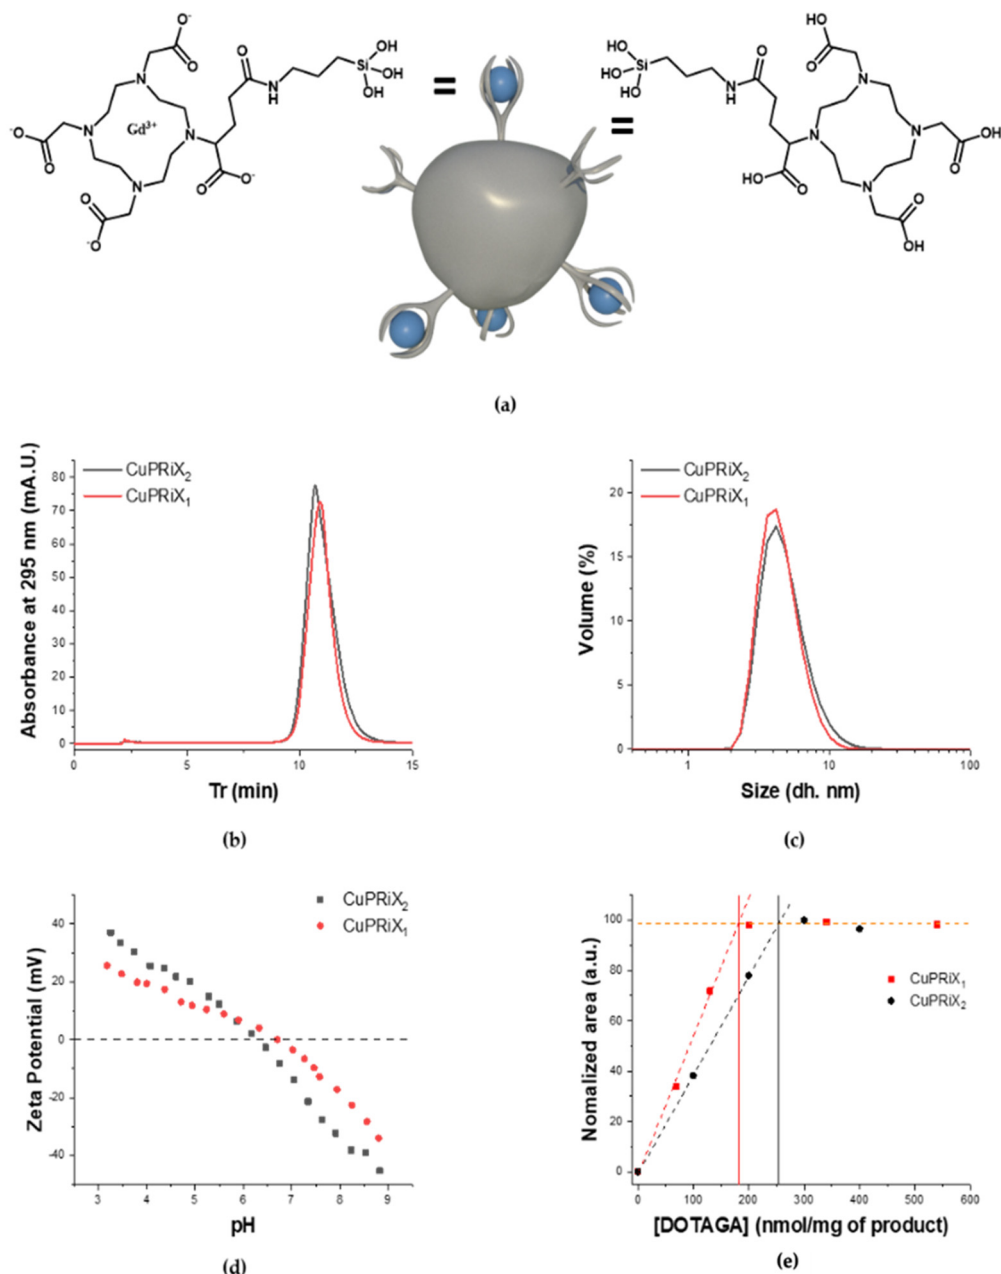 O⁻
O
O
Si
OH
OH
OH
N
N
H
N
N
N
Gd³⁺
⁻O
O
O
O⁻
O
⁻O
=
=
HO
HO
HO
Si
N
H
O
HO
O
N
N
N
N
O
OH
HO
O
O
OH
(a)
CuPRiX₂
CuPRiX₁
Absorbance at 295 nm (mA.U.)
80
70
60
50
40
30
20
10
0
0 5 10 15
Tr (min)
(b)
CuPRiX₂
CuPRiX₁
Volume (%)
20
15
10
5
0
1 10 100
Size (dh. nm)
(c)
CuPRiX₂
CuPRiX₁
Zeta Potential (mV)
40
20
0
-20
-40
3 4 5 6 7 8 9
pH
(d)
CuPRiX₁
CuPRiX₂
Nomalized area (a.u.)
100
80
60
40
20
0
0 100 200 300 400 500 600
[DOTAGA] (nmol/mg of product)
(e)